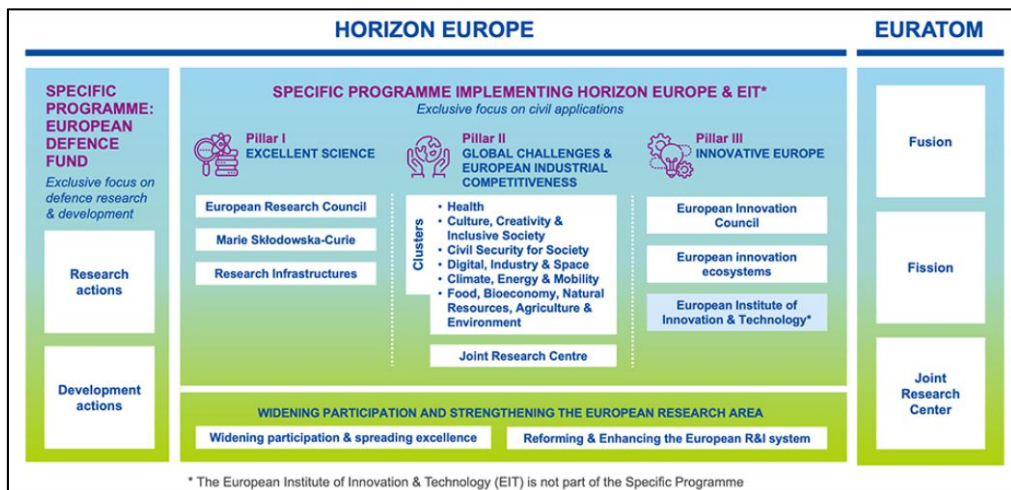 HORIZON EUROPE
EURATOM
SPECIFIC
PROGRAMME:
EUROPEAN
DEFENCE
FUND
Exclusive focus on
defence research
& development
Research
actions
Development
actions
SPECIFIC PROGRAMME IMPLEMENTING HORIZON EUROPE & EIT*
Exclusive focus on civil applications
Pillar I
EXCELLENT SCIENCE
European Research Council
Marie Skłodowska-Curie
Research Infrastructures
Pillar II
GLOBAL CHALLENGES &
EUROPEAN INDUSTRIAL
COMPETITIVENESS
Clusters
• Health
• Culture, Creativity &
Inclusive Society
• Civil Security for Society
• Digital, Industry & Space
• Climate, Energy & Mobility
• Food, Bioeconomy, Natural
Resources, Agriculture &
Environment
Joint Research Centre
Pillar III
INNOVATIVE EUROPE
European Innovation
Council
European innovation
ecosystems
European Institute of
Innovation & Technology*
WIDENING PARTICIPATION AND STRENGTHENING THE EUROPEAN RESEARCH AREA
Widening participation & spreading excellence
Reforming & Enhancing the European R&I system
Fusion
Fission
Joint
Research
Center
* The European Institute of Innovation & Technology (EIT) is not part of the Specific Programme